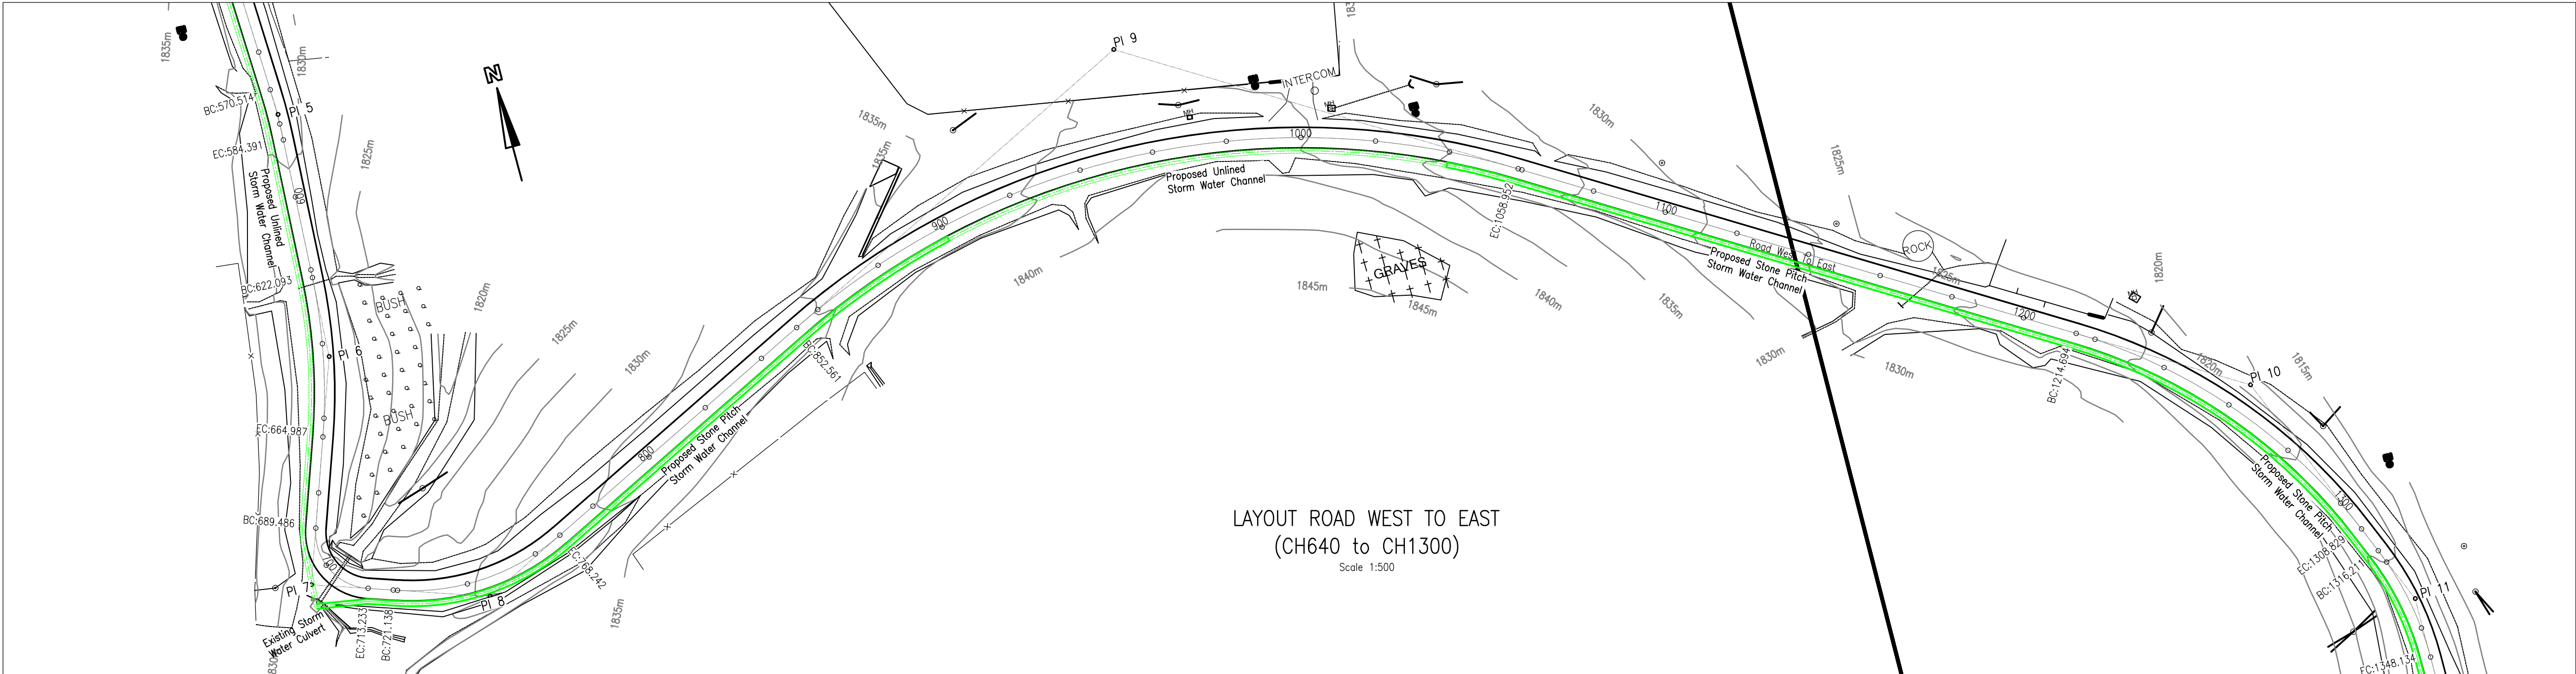 1835m
1830m
N
PI 9
INTERCOM
MH
MH
BC:570.514
PI 5
EC:584.391
1825m
Proposed Unlined
Storm Water Channel
600
BC:622.093
BUSH
PI 6
BUSH
1820m
1825m
1830m
EC:664.987
BC:689.486
700
PI 7
Existing Storm
Water Culvert
EC:713.233
BC:721.138
PI 8
EC:768.242
1835m
800
Proposed Stone Pitch
Storm Water Channel
BC:852.561
1835m
1835m
900
1840m
Proposed Unlined
Storm Water Channel
1000
1845m
GRAVES
1845m
EC:1058.952
1840m
1835m
1830m
1100
Road West To East
Proposed Stone Pitch
Storm Water Channel
1830m
1825m
ROCK
1825m
1830m
1200
1820m
BC:1214.694
1820m
PI 10
1815m
Proposed Stone Pitch
Storm Water Channel
1300
EC:1308.829
BC:1316.211
PI 11
EC:1348.134
LAYOUT ROAD WEST TO EAST
(CH640 to CH1300)
Scale 1:500